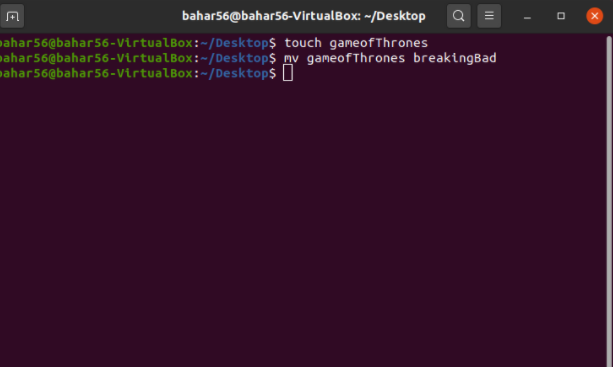 bahar56@bahar56-VirtualBox: ~/Desktop
bahar56@bahar56-VirtualBox:~/Desktop$ touch gameofThrones
bahar56@bahar56-VirtualBox:~/Desktop$ mv gameofThrones breakingBad
bahar56@bahar56-VirtualBox:~/Desktop$